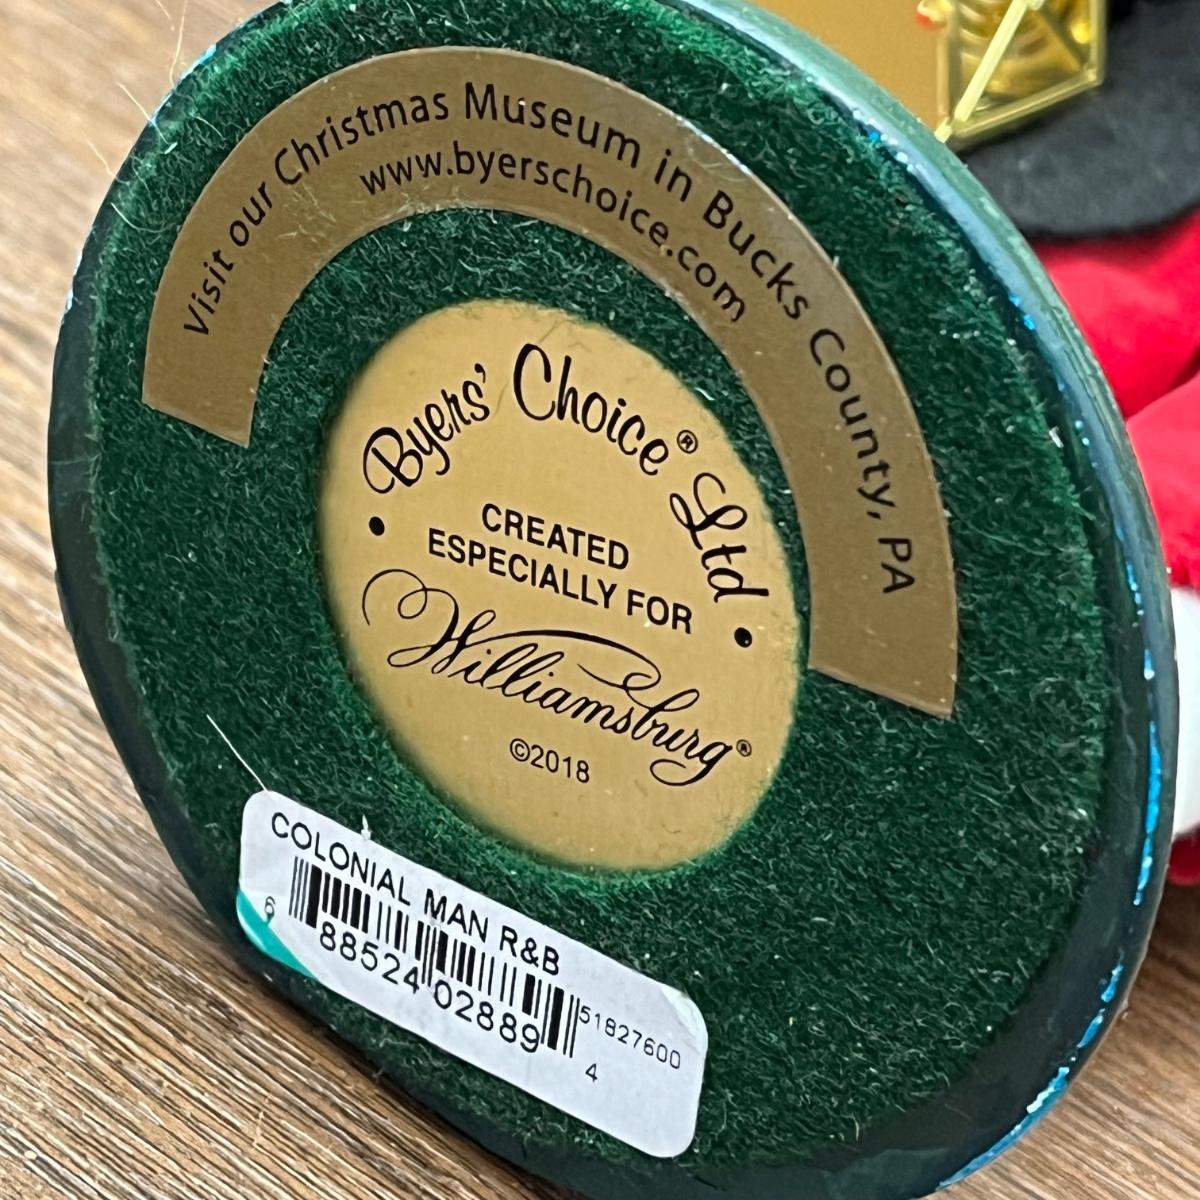 Visit our Christmas Museum in Bucks County, PA
www.byerschoice.com
Byers' Choice® Ltd
CREATED
ESPECIALLY FOR
Williamsburg®
©2018
COLONIAL MAN R&B
6 88524 02889 4
51827600